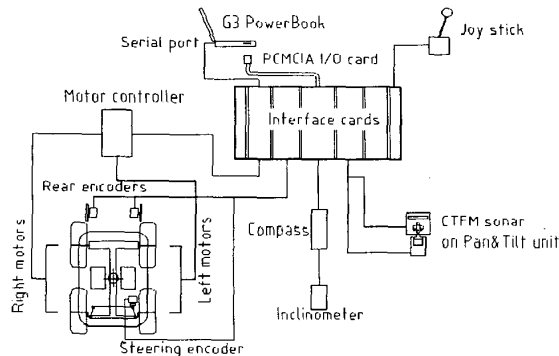 G3 PowerBook
Serial port
PCMCIA I/O card
Joy stick
Motor controller
Interface cards
Rear encoders
Compass
CTFM sonar
on Pan&Tilt unit
Right motors
Left motors
Inclinometer
Steering encoder